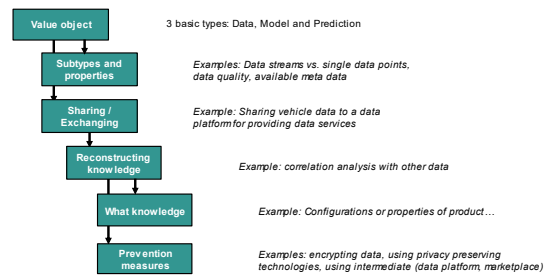 Value object
3 basic types: Data, Model and Prediction
Subtypes and
properties
Examples: Data streams vs. single data points,
data quality, available meta data
Sharing /
Exchanging
Example: Sharing vehicle data to a data
platform for providing data services
Reconstructing
knowledge
Example: correlation analysis with other data
What knowledge
Example: Configurations or properties of product…
Prevention
measures
Examples: encrypting data, using privacy preserving
technologies, using intermediate (data platform, marketplace)